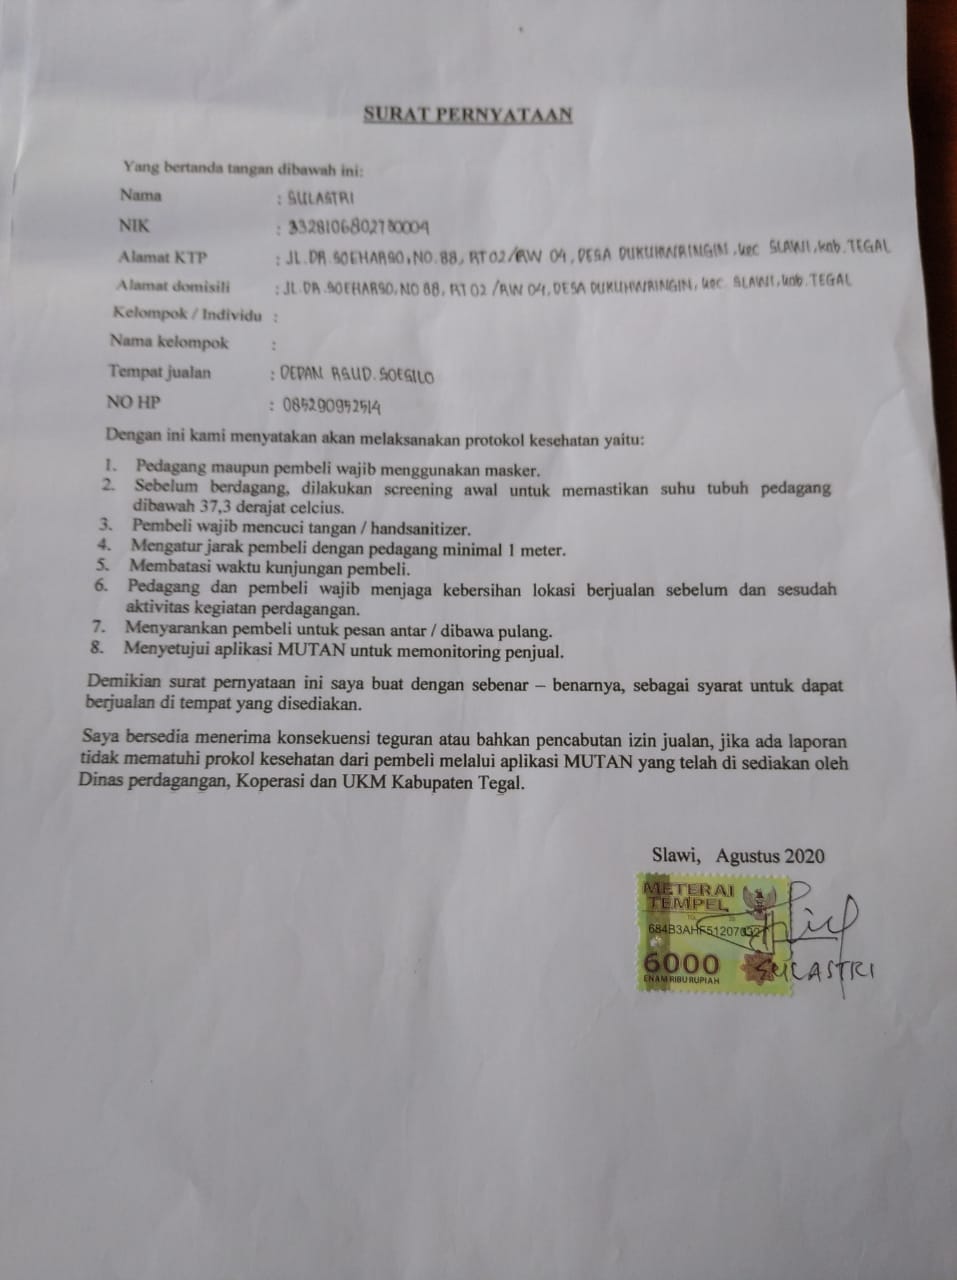 SURAT PERNYATAAN
Yang bertanda tangan dibawah ini:
Nama : SULASTRI
NIK : 3328106802780004
Alamat KTP : JL. DR. SOEHARSO, NO. 88, RT 02/RW 04, DESA DUKUHWRINGIN, kec SLAWI, kab. TEGAL
Alamat domisili : JL. DR. SOEHARSO, NO 88, RT 02 /RW 04, DESA DUKUHWRINGIN, kec. SLAWI, kab. TEGAL
Kelompok / Individu :
Nama kelompok :
Tempat jualan : DEPAN RSUD. SOESILO
NO HP : 085290952514
Dengan ini kami menyatakan akan melaksanakan protokol kesehatan yaitu:
1. Pedagang maupun pembeli wajib menggunakan masker.
2. Sebelum berdagang, dilakukan screening awal untuk memastikan suhu tubuh pedagang
dibawah 37,3 derajat celcius.
3. Pembeli wajib mencuci tangan / handsanitizer.
4. Mengatur jarak pembeli dengan pedagang minimal 1 meter.
5. Membatasi waktu kunjungan pembeli.
6. Pedagang dan pembeli wajib menjaga kebersihan lokasi berjualan sebelum dan sesudah
aktivitas kegiatan perdagangan.
7. Menyarankan pembeli untuk pesan antar / dibawa pulang.
8. Menyetujui aplikasi MUTAN untuk memonitoring penjual.
Demikian surat pernyataan ini saya buat dengan sebenar – benarnya, sebagai syarat untuk dapat
berjualan di tempat yang disediakan.
Saya bersedia menerima konsekuensi teguran atau bahkan pencabutan izin jualan, jika ada laporan
tidak mematuhi prokol kesehatan dari pembeli melalui aplikasi MUTAN yang telah di sediakan oleh
Dinas perdagangan, Koperasi dan UKM Kabupaten Tegal.
Slawi, Agustus 2020
METERAI
TEMPEL
6000
ENAM RIBU RUPIAH
SULASTRI